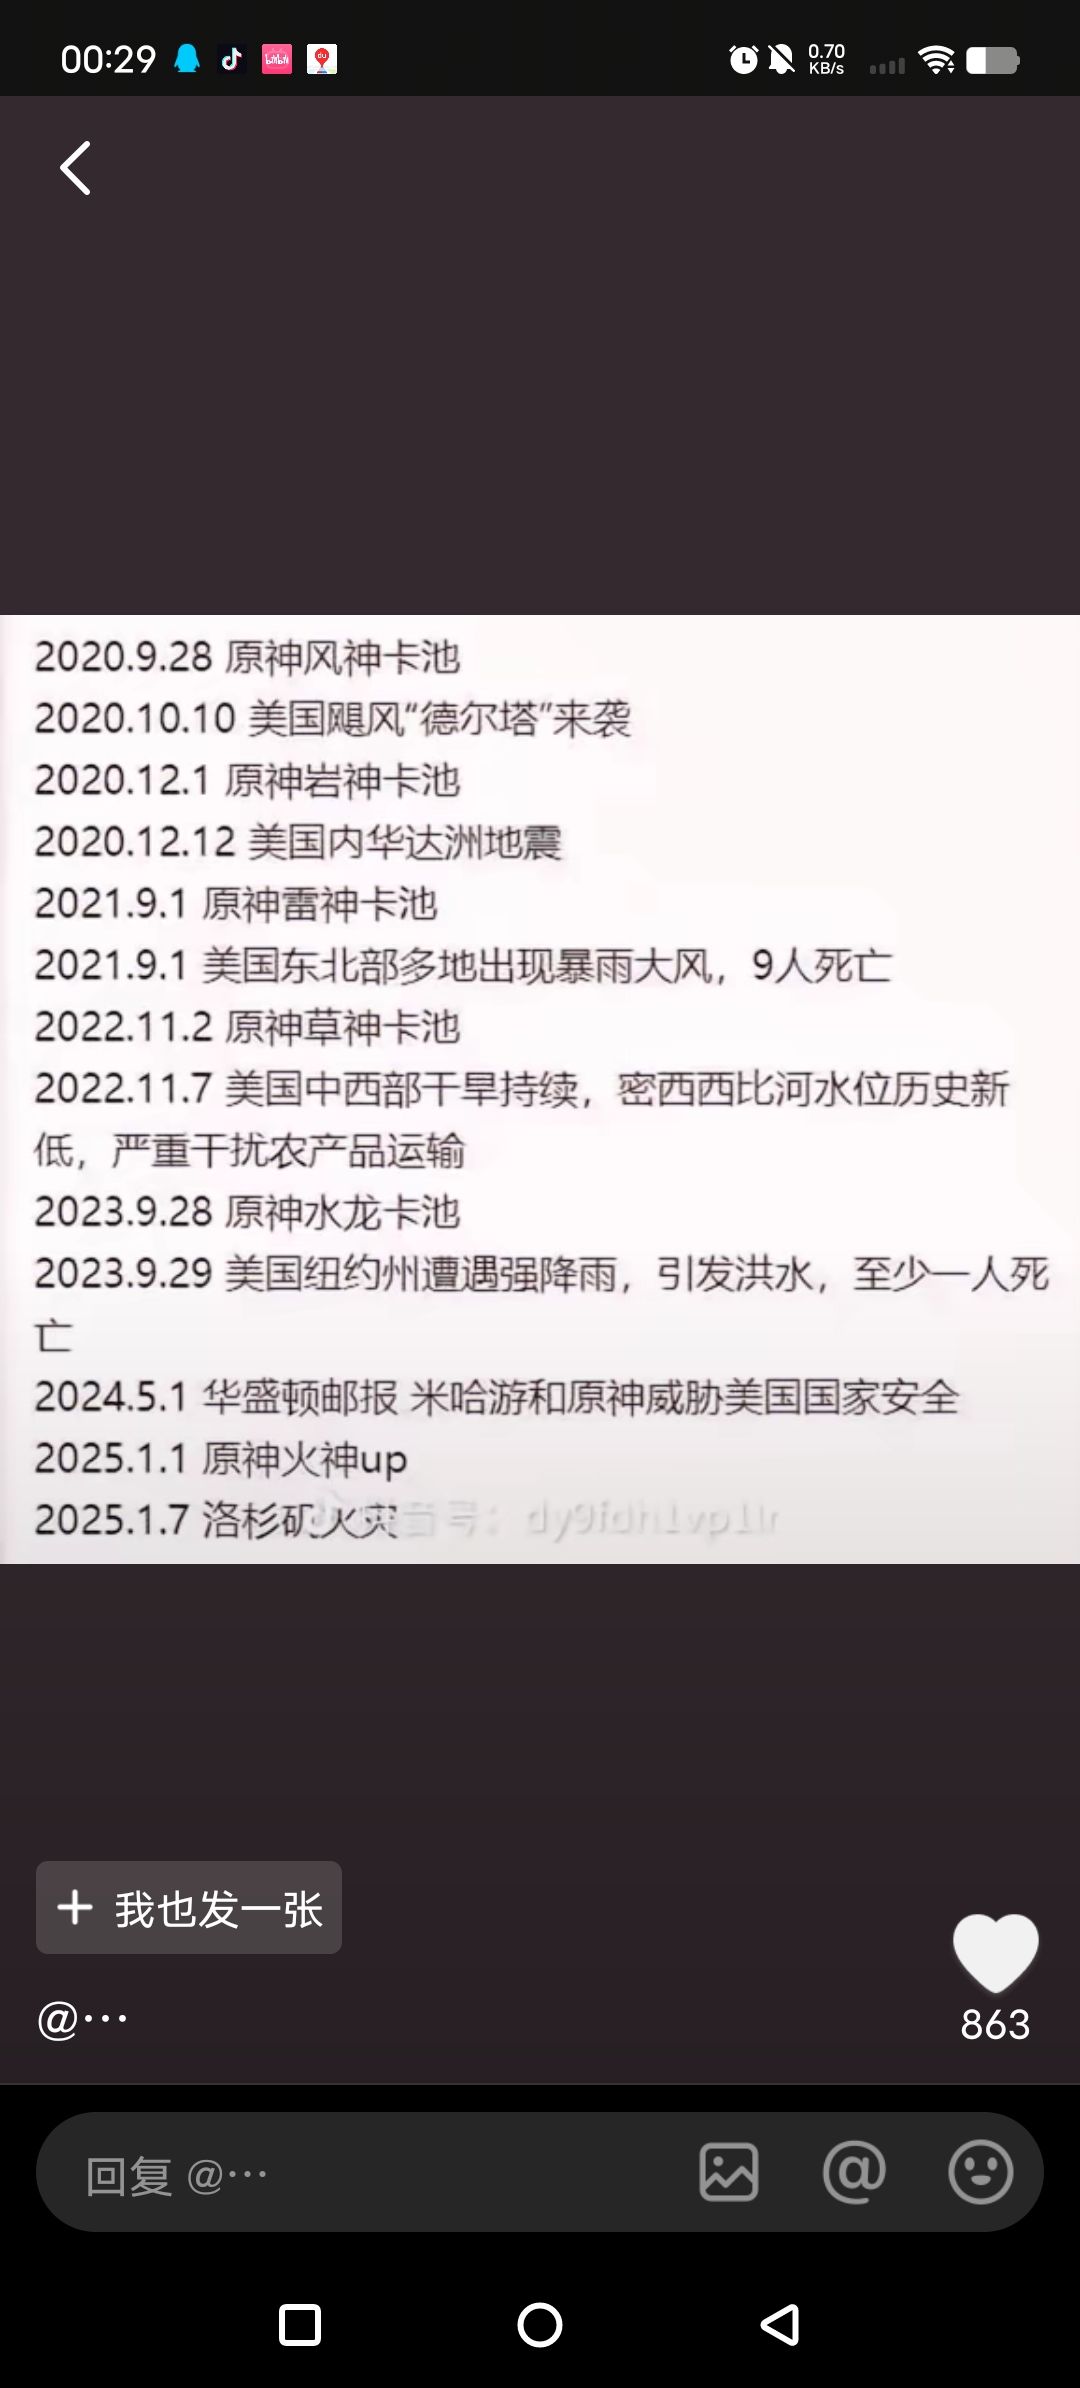 00:29
0.70
KB/s
2020.9.28 原神风神卡池
2020.10.10 美国飓风“德尔塔”来袭
2020.12.1 原神岩神卡池
2020.12.12 美国内华达洲地震
2021.9.1 原神雷神卡池
2021.9.1 美国东北部多地出现暴雨大风，9人死亡
2022.11.2 原神草神卡池
2022.11.7 美国中西部干旱持续，密西西比河水位历史新
低，严重干扰农产品运输
2023.9.28 原神水龙卡池
2023.9.29 美国纽约州遭遇强降雨，引发洪水，至少一人死
亡
2024.5.1 华盛顿邮报 米哈游和原神威胁美国国家安全
2025.1.1 原神火神up
2025.1.7 洛杉矶火灾
音号：dy9fdh1vp1lr
+ 我也发一张
@···
863
回复 @···